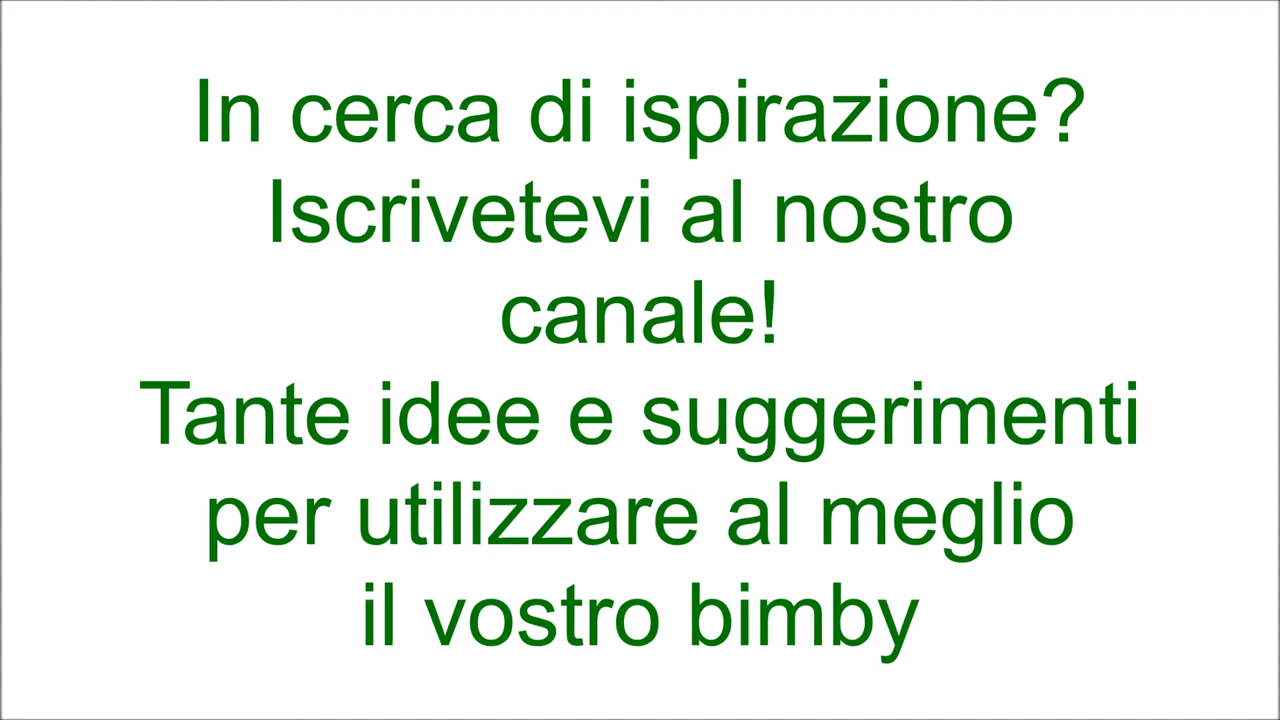 In cerca di ispirazione?
Iscrivetevi al nostro
canale!
Tante idee e suggerimenti
per utilizzare al meglio
il vostro bimby